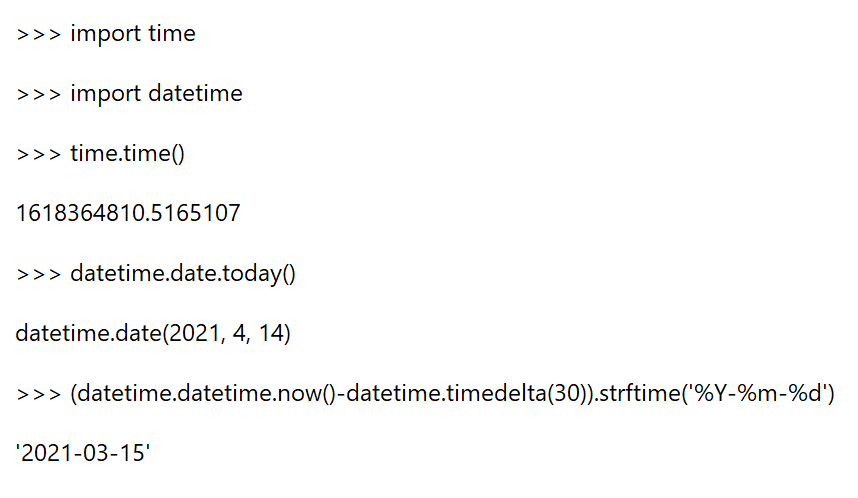 >>> import time
>>> import datetime
>>> time.time()
1618364810.5165107
>>> datetime.date.today()
datetime.date(2021, 4, 14)
>>> (datetime.datetime.now()-datetime.timedelta(30)).strftime('%Y-%m-%d')
'2021-03-15'